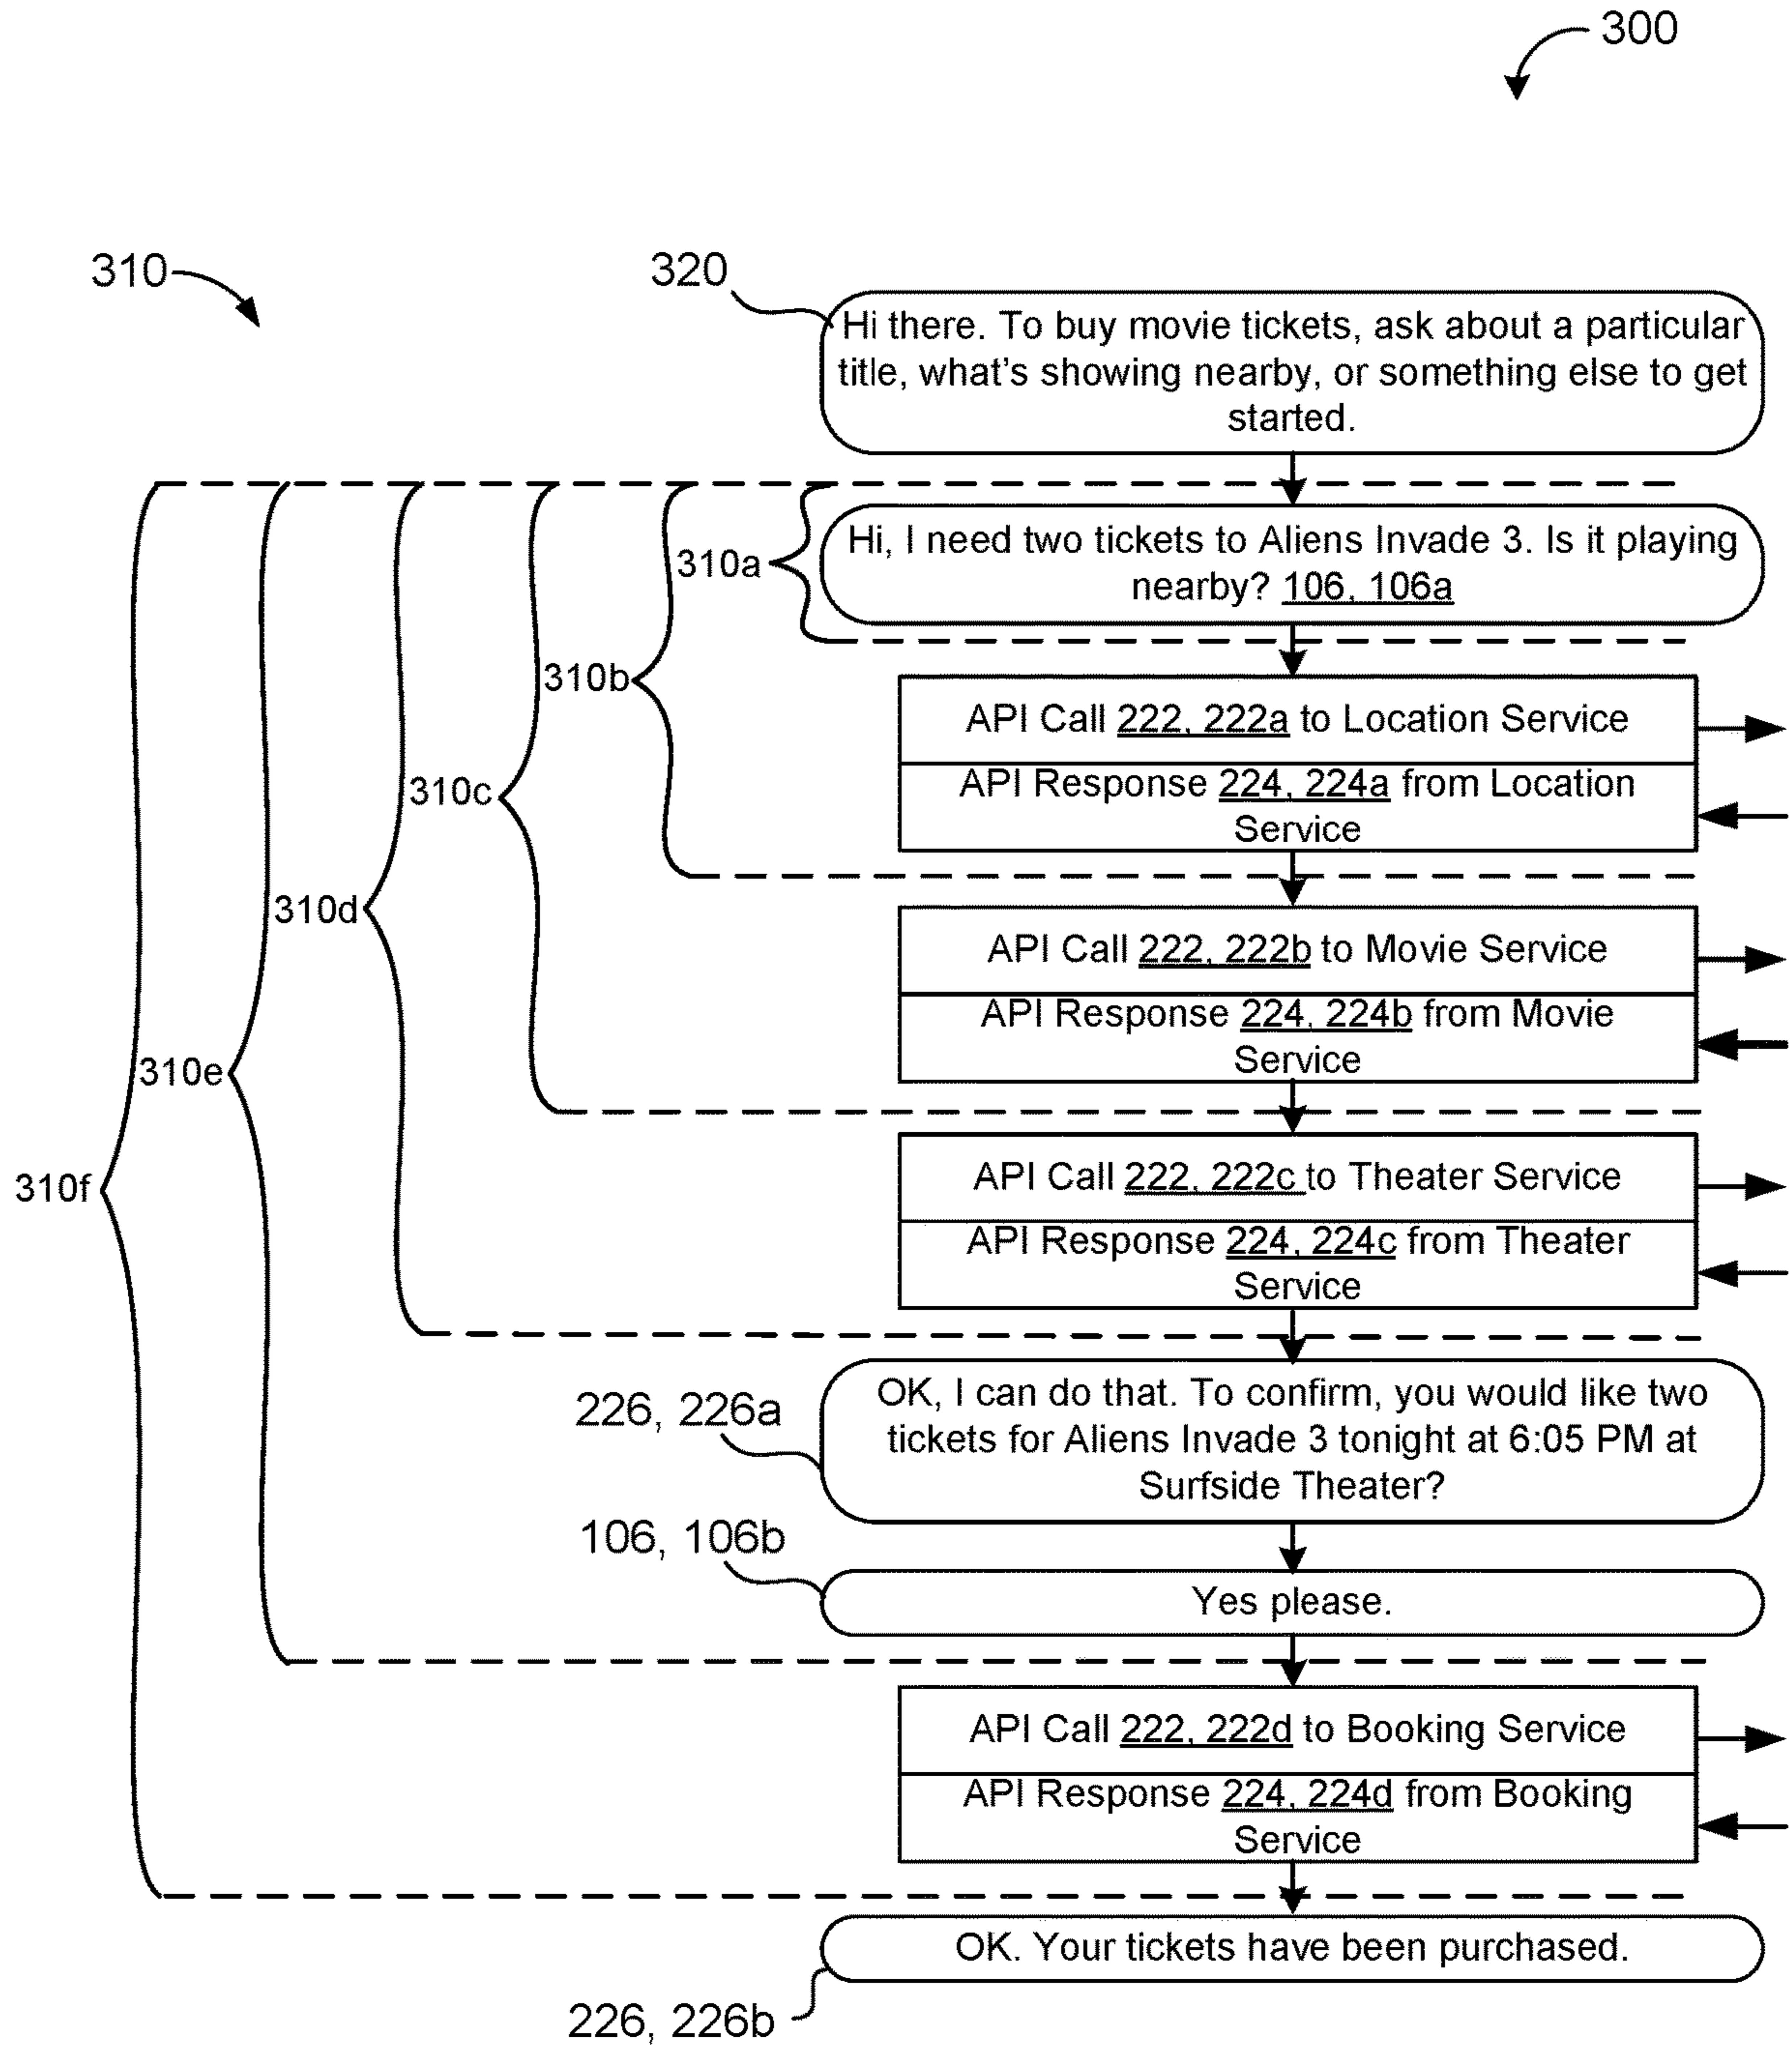 300
310
320
Hi there. To buy movie tickets, ask about a particular
title, what's showing nearby, or something else to get
started.
310a
Hi, I need two tickets to Aliens Invade 3. Is it playing
nearby? 106, 106a
310b
API Call 222, 222a to Location Service
310c
API Response 224, 224a from Location
Service
310d
API Call 222, 222b to Movie Service
API Response 224, 224b from Movie
Service
310e
310f
API Call 222, 222c to Theater Service
API Response 224, 224c from Theater
Service
226, 226a
OK, I can do that. To confirm, you would like two
tickets for Aliens Invade 3 tonight at 6:05 PM at
Surfside Theater?
106, 106b
Yes please.
API Call 222, 222d to Booking Service
API Response 224, 224d from Booking
Service
OK. Your tickets have been purchased.
226, 226b